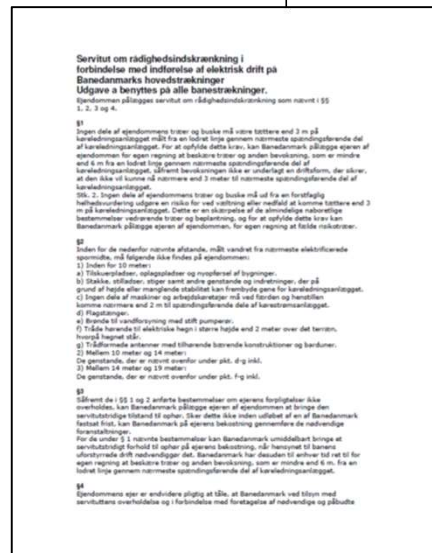 Servitut om rådighedsindskrænkning i
forbindelse med indførelse af elektrisk drift på
Banedanmarks hovedstrækninger
Udgave a benyttes på alle banestrækninger.
Ejendommen pålægges servitut om rådighedsindskrænkning som nævnt i §§
1, 2, 3 og 4.
§1
Ingen dele af ejendommens træer og buske må være tættere end 3 m på
køreledningsanlægget målt fra en lodret linje gennem nærmeste spændingsførende del
af køreledningsanlægget. For at opfylde dette krav, kan Banedanmark pålægge ejeren af
ejendommen for egen regning at beskære træer og anden bevoksning, som er mindre
end 6 m fra en lodret linje gennem nærmeste spændingsførende del af
køreledningsanlægget, såfremt bevoksningen ikke er underlagt en driftsform, der sikrer,
at den ikke vil kunne nå nærmere end 3 meter til nærmeste spændingsførende del af
køreledningsanlægget.
Stk. 2. Ingen dele af ejendommens træer og buske må ud fra en forstfaglig
helhedsvurdering udgøre en risiko for ved væltning eller nedfald at komme tættere end 3
m på køreledningsanlægget. Dette er en skærpelse af de almindelige naboretlige
bestemmelser vedrørende træer og beplantning, og for at opfylde dette krav kan
Banedanmark pålægge ejeren af ejendommen, for egen regning at fælde risikotræer.
§2
Inden for de nedenfor nævnte afstande, målt vandret fra nærmeste elektrificerede
spormidte, må følgende ikke findes på ejendommen:
1) Inden for 10 meter:
a) Tilskuerpladser, oplagspladser og nyopførsel af bygninger.
b) Stakke, stilladser, stiger samt andre genstande og indretninger, der på
grund af højde eller manglende stabilitet kan frembyde gene for køreledningsanlægget.
c) Ingen dele af maskiner og arbejdskøretøjer må ved færden og henstillen
komme nærmere end 2 m til spændingsførende dele af kørestrømsanlægget.
d) Flagstænger.
e) Brønde til vandforsyning med stift pumperør.
f) Tråde hørende til elektriske hegn i større højde end 2 meter over det terræn,
hvorpå hegnet står.
g) Trådformede antenner med tilhørende bærende konstruktioner og barduner.
2) Mellem 10 meter og 14 meter:
De genstande, der er nævnt ovenfor under pkt. d-g inkl.
3) Mellem 14 meter og 19 meter:
De genstande, der er nævnt ovenfor under pkt. f-g inkl.
§3
Såfremt de i §§ 1 og 2 anførte bestemmelser om ejerens forpligtelser ikke
overholdes, kan Banedanmark pålægge ejeren af ejendommen at bringe den
servitutstridige tilstand til ophør. Sker dette ikke inden udløbet af en af Banedanmark
fastsat frist, kan Banedanmark på ejerens bekostning gennemføre de nødvendige
foranstaltninger.
For de under § 1 nævnte bestemmelser kan Banedanmark umiddelbart bringe et
servitutstridigt forhold til ophør på ejerens bekostning, når hensynet til banens
uforstyrrede drift nødvendiggør det. Banedanmark har desuden til enhver tid ret til for
egen regning at beskære træer og anden bevoksning, som er mindre end 6 m. fra en
lodret linje gennem nærmeste spændingsførende del af køreledningsanlægget.
§4
Ejendommens ejer er endvidere pligtig at tåle, at Banedanmark ved tilsyn med
servituttens overholdelse og i forbindelse med foretagelse af nødvendige og påbudte